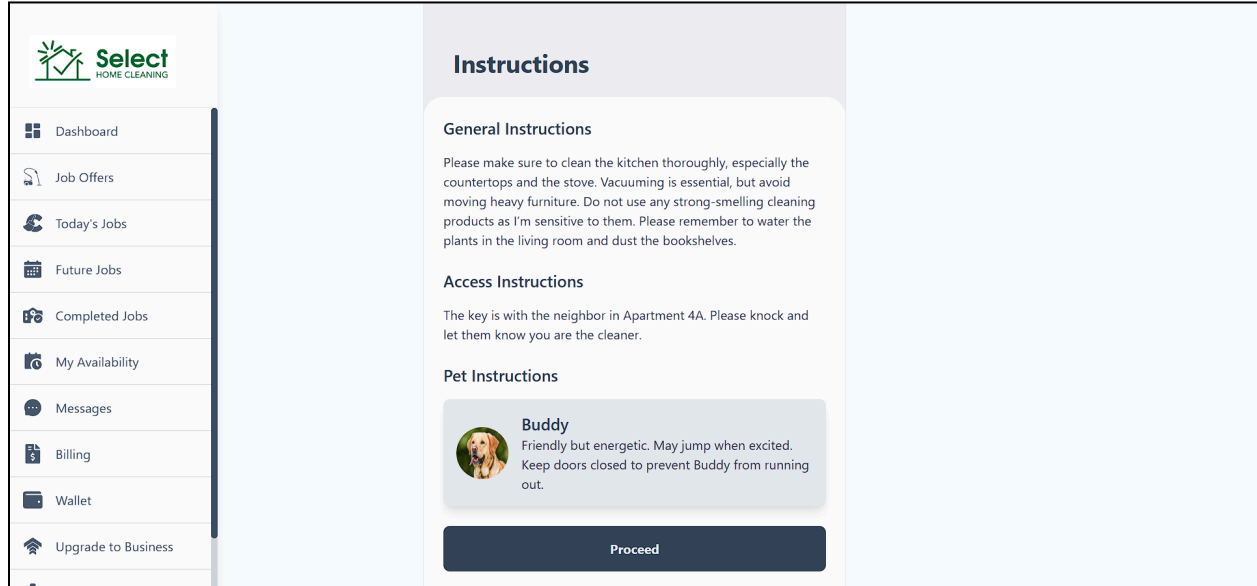 Select
HOME CLEANING
Dashboard
Job Offers
Today's Jobs
Future Jobs
Completed Jobs
My Availability
Messages
Billing
Wallet
Upgrade to Business
Instructions
General Instructions
Please make sure to clean the kitchen thoroughly, especially the
countertops and the stove. Vacuuming is essential, but avoid
moving heavy furniture. Do not use any strong-smelling cleaning
products as I'm sensitive to them. Please remember to water the
plants in the living room and dust the bookshelves.
Access Instructions
The key is with the neighbor in Apartment 4A. Please knock and
let them know you are the cleaner.
Pet Instructions
Buddy
Friendly but energetic. May jump when excited.
Keep doors closed to prevent Buddy from running
out.
Proceed